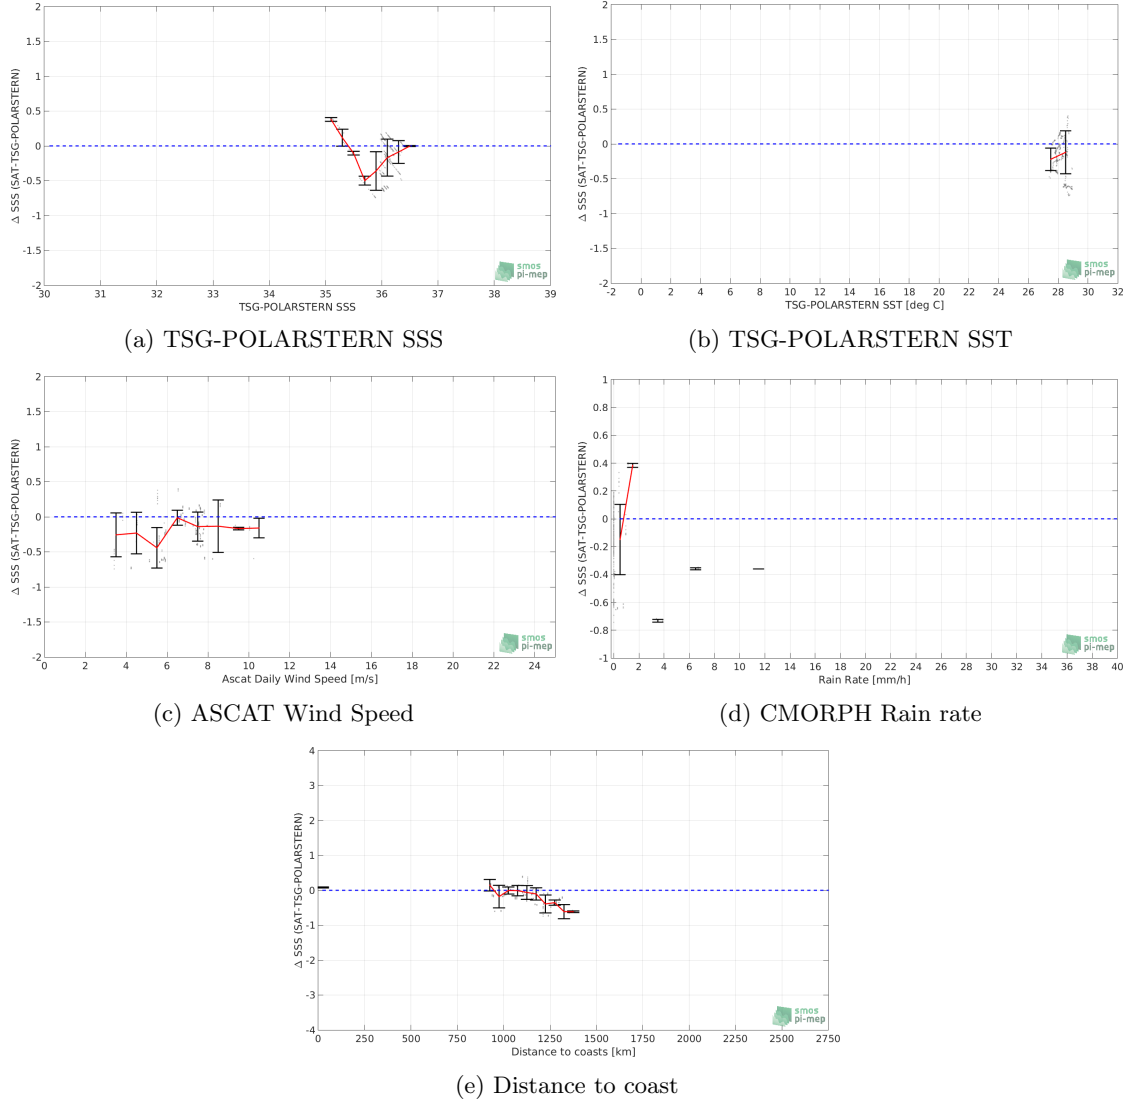 2
1.5
1
0.5
0
-0.5
-1
-1.5
-2
Δ SSS (SAT-TSG-POLARSTERN)
30 31 32 33 34 35 36 37 38 39
TSG-POLARSTERN SSS
smos
pi-mep
(a) TSG-POLARSTERN SSS
2
1.5
1
0.5
0
-0.5
-1
-1.5
-2
Δ SSS (SAT-TSG-POLARSTERN)
-2 0 2 4 6 8 10 12 14 16 18 20 22 24 26 28 30 32
TSG-POLARSTERN SST [deg C]
smos
pi-mep
(b) TSG-POLARSTERN SST
2
1.5
1
0.5
0
-0.5
-1
-1.5
-2
Δ SSS (SAT-TSG-POLARSTERN)
0 2 4 6 8 10 12 14 16 18 20 22 24
Ascat Daily Wind Speed [m/s]
smos
pi-mep
(c) ASCAT Wind Speed
1
0.8
0.6
0.4
0.2
0
-0.2
-0.4
-0.6
-0.8
-1
Δ SSS (SAT-TSG-POLARSTERN)
0 2 4 6 8 10 12 14 16 18 20 22 24 26 28 30 32 34 36 38 40
Rain Rate [mm/h]
smos
pi-mep
(d) CMORPH Rain rate
4
3
2
1
0
-1
-2
-3
-4
Δ SSS (SAT-TSG-POLARSTERN)
0 250 500 750 1000 1250 1500 1750 2000 2250 2500 2750
Distance to coasts [km]
smos
pi-mep
(e) Distance to coast